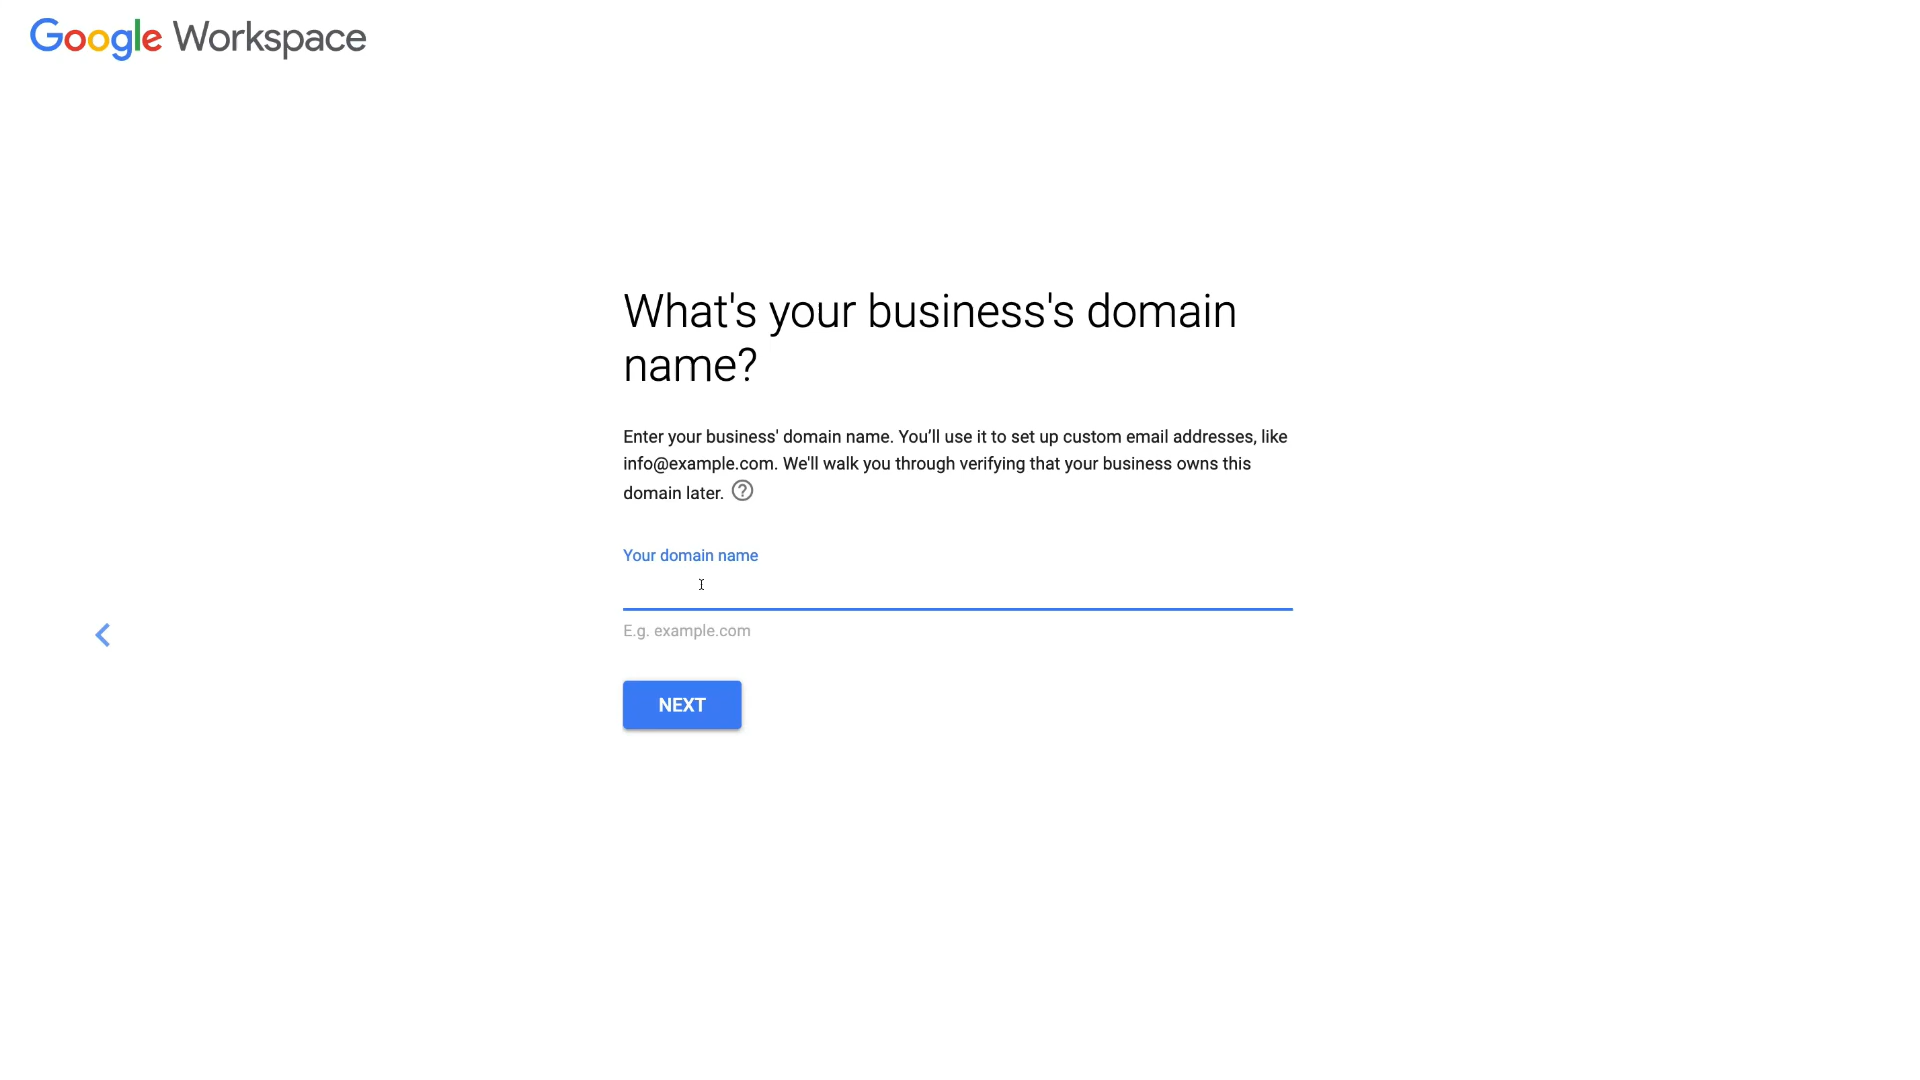 Google Workspace
What's your business's domain
name?
Enter your business' domain name. You’ll use it to set up custom email addresses, like
info@example.com. We'll walk you through verifying that your business owns this
domain later. ?
Your domain name
E.g. example.com
NEXT